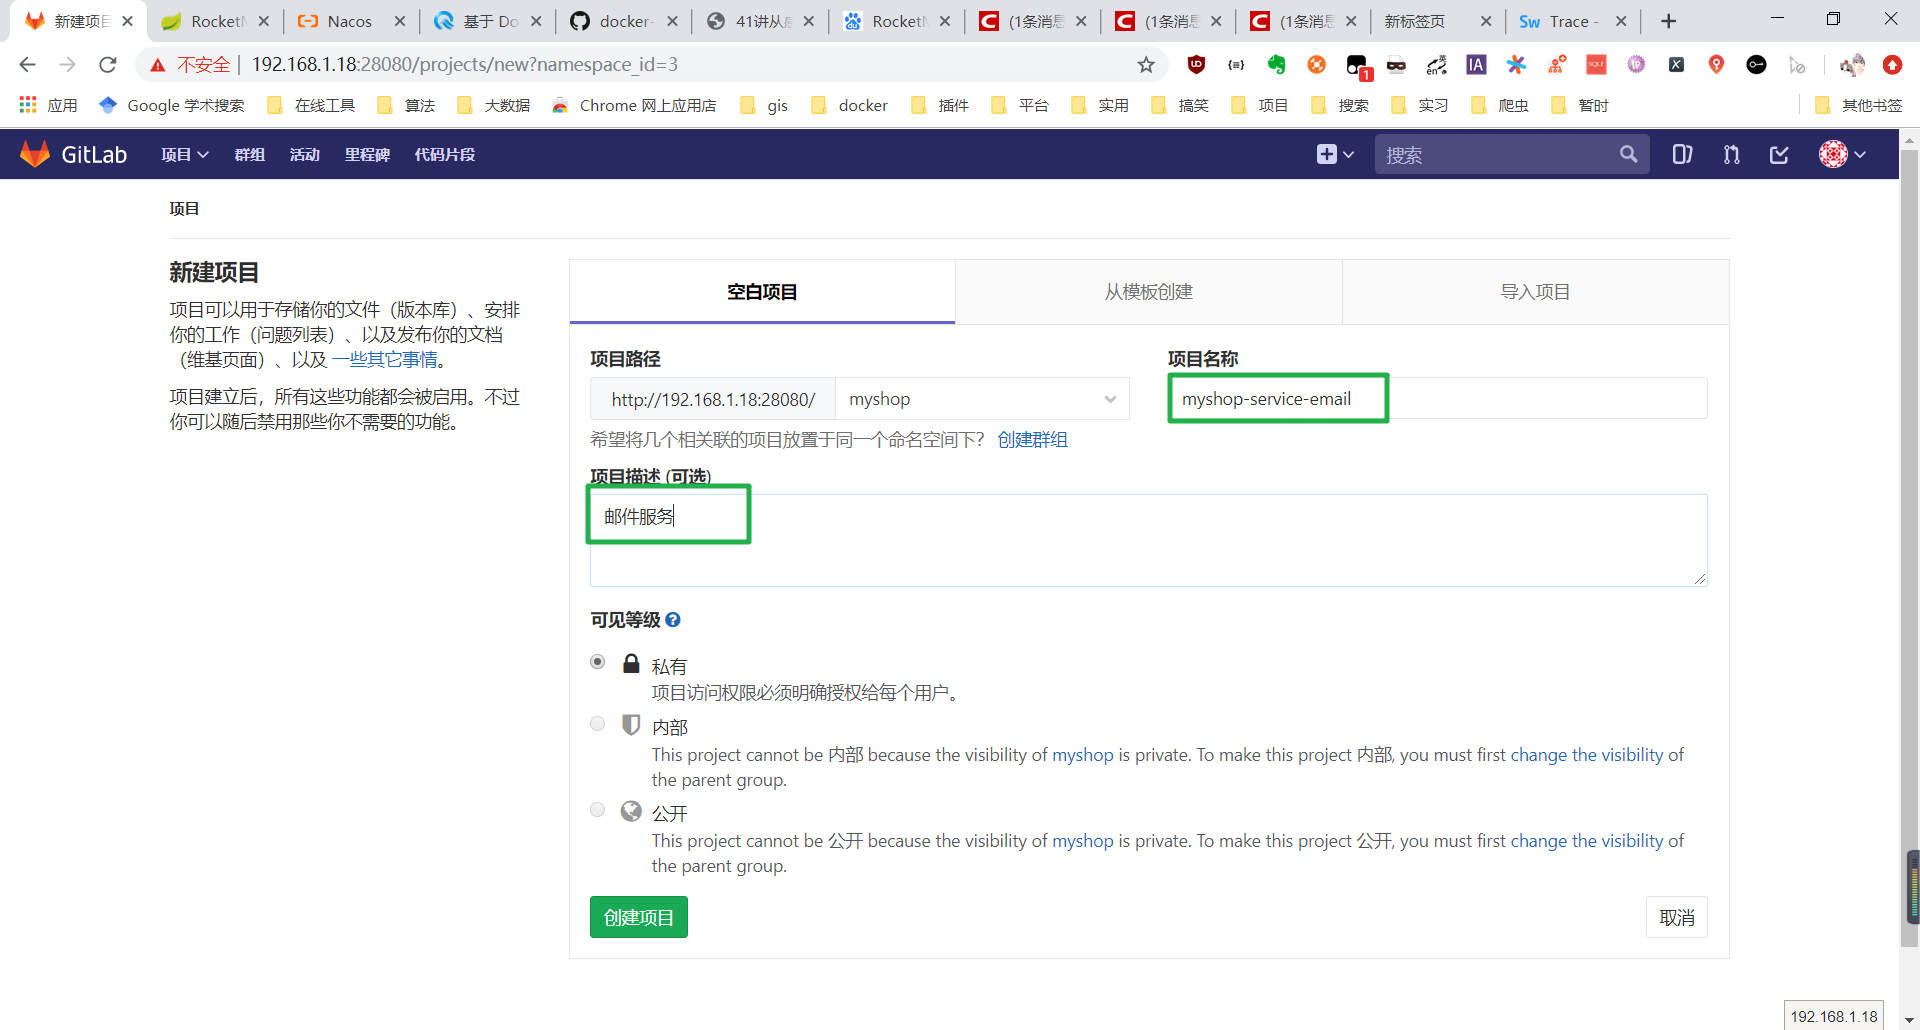 新建项目
RocketM
Nacos
基于 Do
docker-
41讲从
RocketM
(1条消息
(1条消息
(1条消息
新标签页
Trace -
不安全
192.168.1.18:28080/projects/new?namespace_id=3
应用
Google 学术搜索
在线工具
算法
大数据
Chrome 网上应用店
gis
docker
插件
平台
实用
搞笑
项目
搜索
实习
爬虫
暂时
其他书签
GitLab
项目
群组
活动
里程碑
代码片段
搜索
项目
新建项目
项目可以用于存储你的文件（版本库）、安排
你的工作（问题列表）、以及发布你的文档
（维基页面）、以及 一些其它事情。
项目建立后，所有这些功能都会被启用。不过
你可以随后禁用那些你不需要的功能。
空白项目
从模板创建
导入项目
项目路径
项目名称
http://192.168.1.18:28080/
myshop
myshop-service-email
希望将几个相关联的项目放置于同一个命名空间下？ 创建群组
项目描述 (可选)
邮件服务
可见等级
私有
项目访问权限必须明确授权给每个用户。
内部
This project cannot be 内部 because the visibility of myshop is private. To make this project 内部, you must first change the visibility of
the parent group.
公开
This project cannot be 公开 because the visibility of myshop is private. To make this project 公开, you must first change the visibility of
the parent group.
创建项目
取消
192.168.1.18